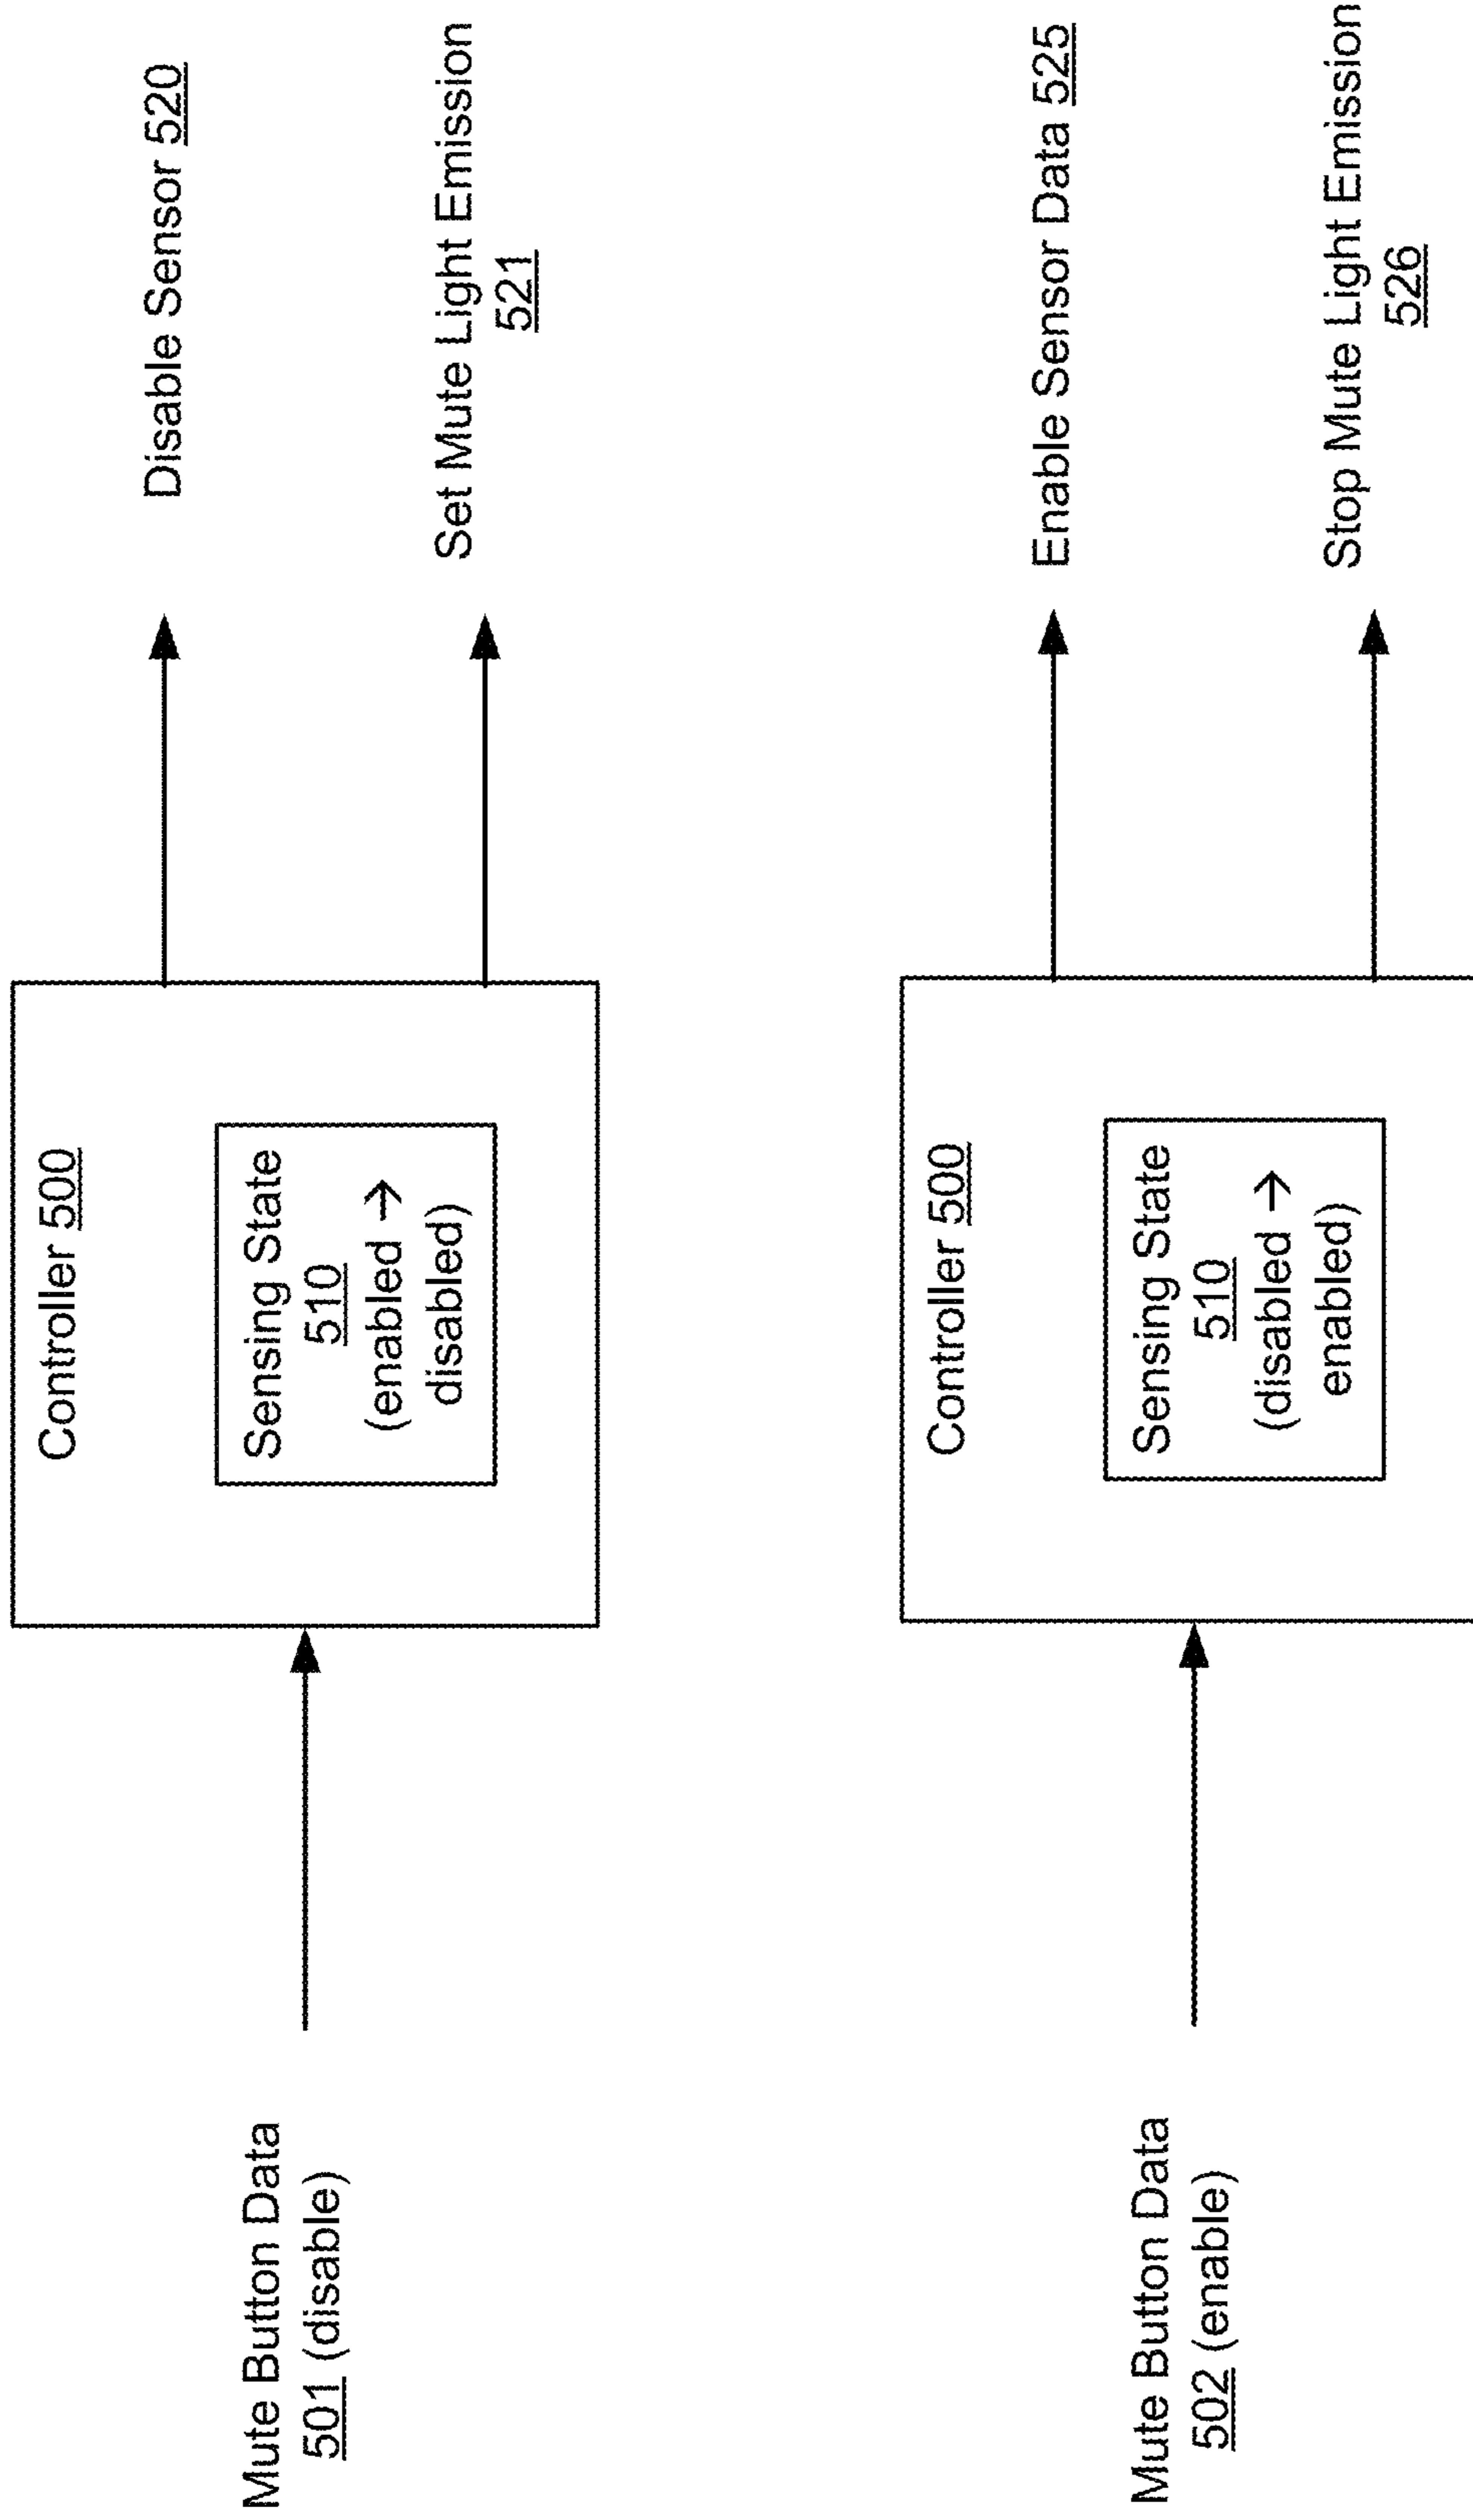 Mute Button Data
501 (disable)
Controller 500
Sensing State
510
(enabled →
disabled)
Disable Sensor 520
Set Mute Light Emission
521
Mute Button Data
502 (enable)
Controller 500
Sensing State
510
(disabled →
enabled)
Enable Sensor Data 525
Stop Mute Light Emission
526